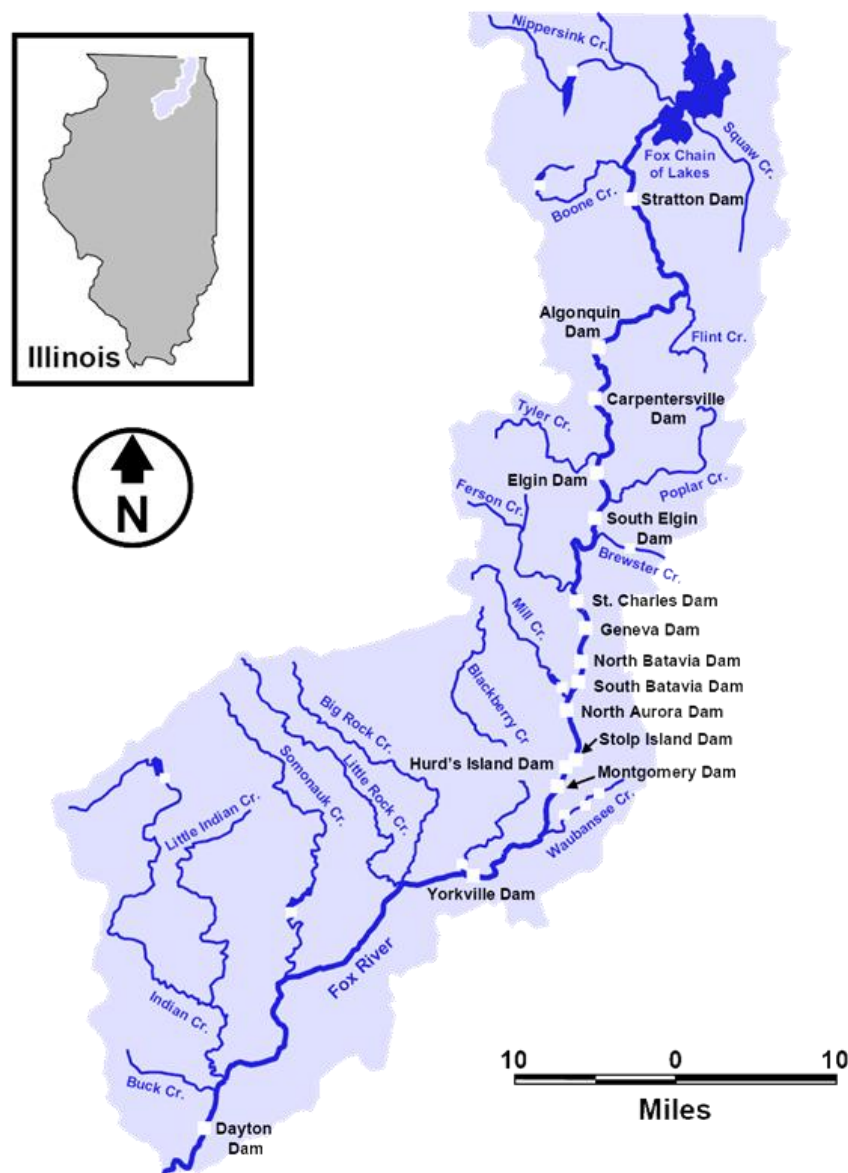 Nippersink Cr.
Squaw Cr.
Fox Chain
of Lakes
Boone Cr.
Stratton Dam
Illinois
Algonquin
Dam
Flint Cr.
Carpentersville
Dam
N
Tyler Cr.
Elgin Dam
Poplar Cr.
Ferson Cr.
South Elgin
Dam
Brewster Cr.
St. Charles Dam
Mill Cr.
Geneva Dam
North Batavia Dam
Blackberry Cr
South Batavia Dam
Big Rock Cr.
North Aurora Dam
Stolp Island Dam
Hurd's Island Dam
Montgomery Dam
Somonauk Cr.
Little Rock Cr.
Little Indian Cr.
Waubansee Cr.
Yorkville Dam
Fox River
Indian Cr.
10 0 10
Miles
Buck Cr.
Dayton
Dam